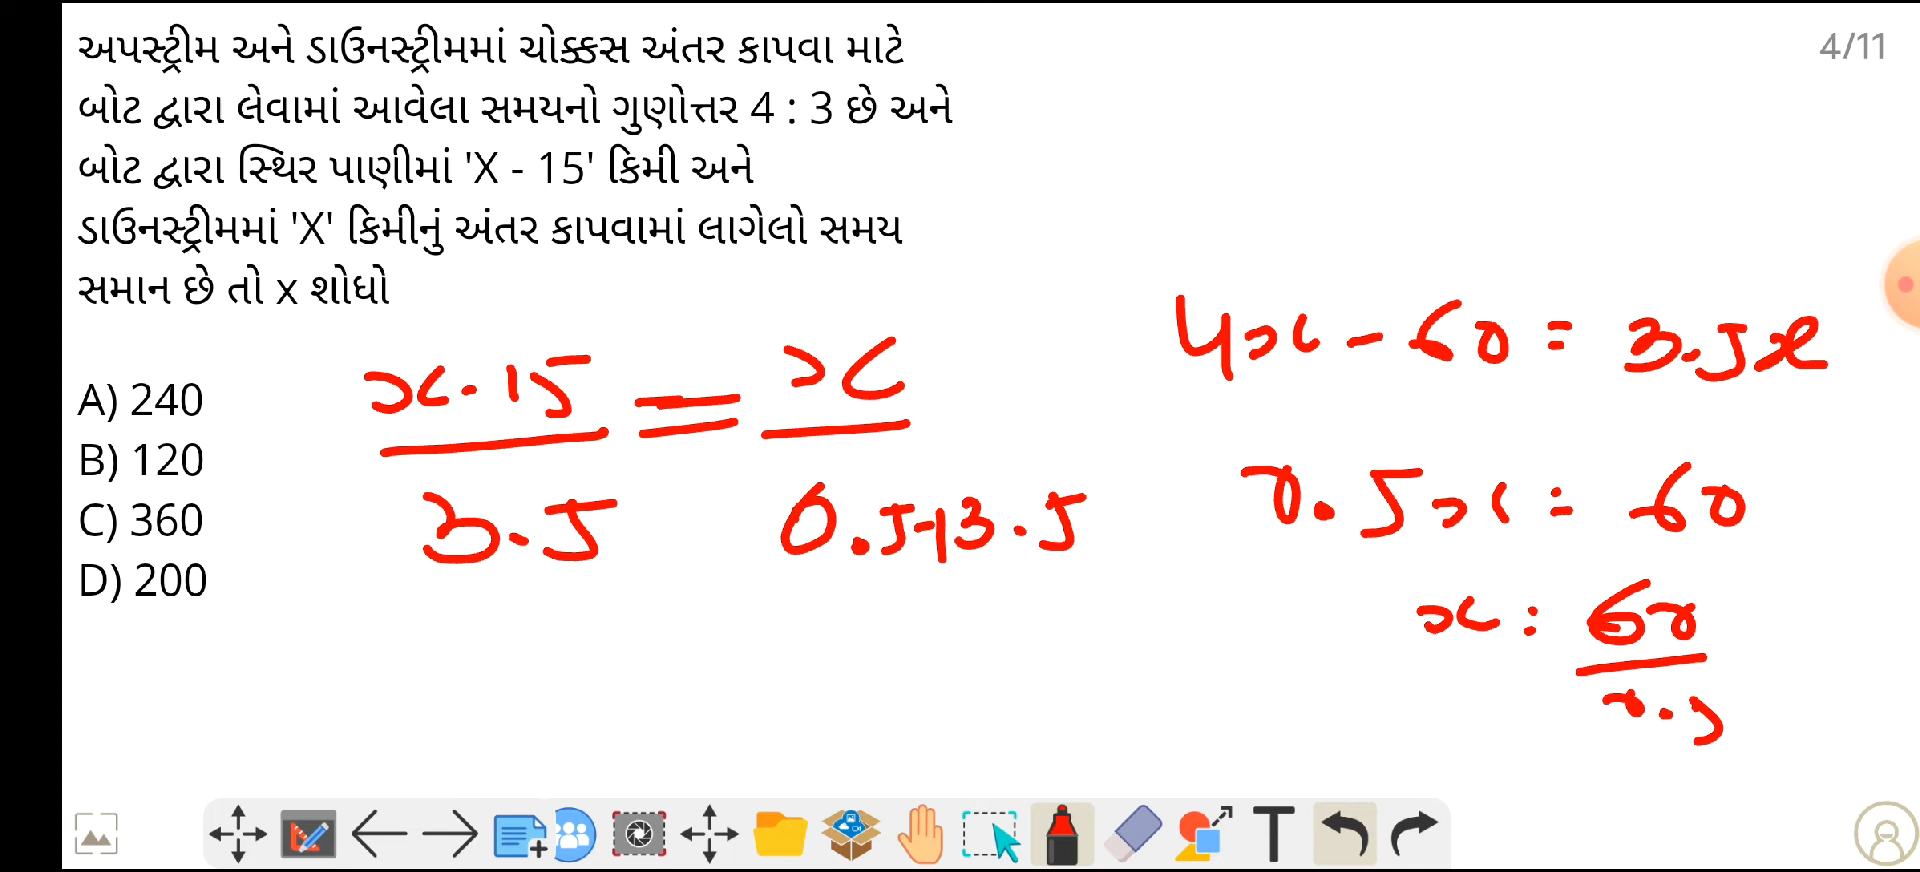 અપસ્ટ્રીમ અને ડાઉનસ્ટ્રીમમાં ચોક્કસ અંતર કાપવા માટે
બોટ દ્વારા લેવામાં આવેલા સમયનો ગુણોત્તર 4 : 3 છે અને
બોટ દ્વારા સ્થિર પાણીમાં 'X - 15' કિમી અને
ડાઉનસ્ટ્રીમમાં 'X' કિમીનું અંતર કાપવામાં લાગેલો સમય
સમાન છે તો x શોધો
4/11
A) 240
B) 120
C) 360
D) 200
x - 15 = x
3.5 0.5+3.5
4x - 60 = 3.5x
0.5x = 60
x = 60
0.5
T